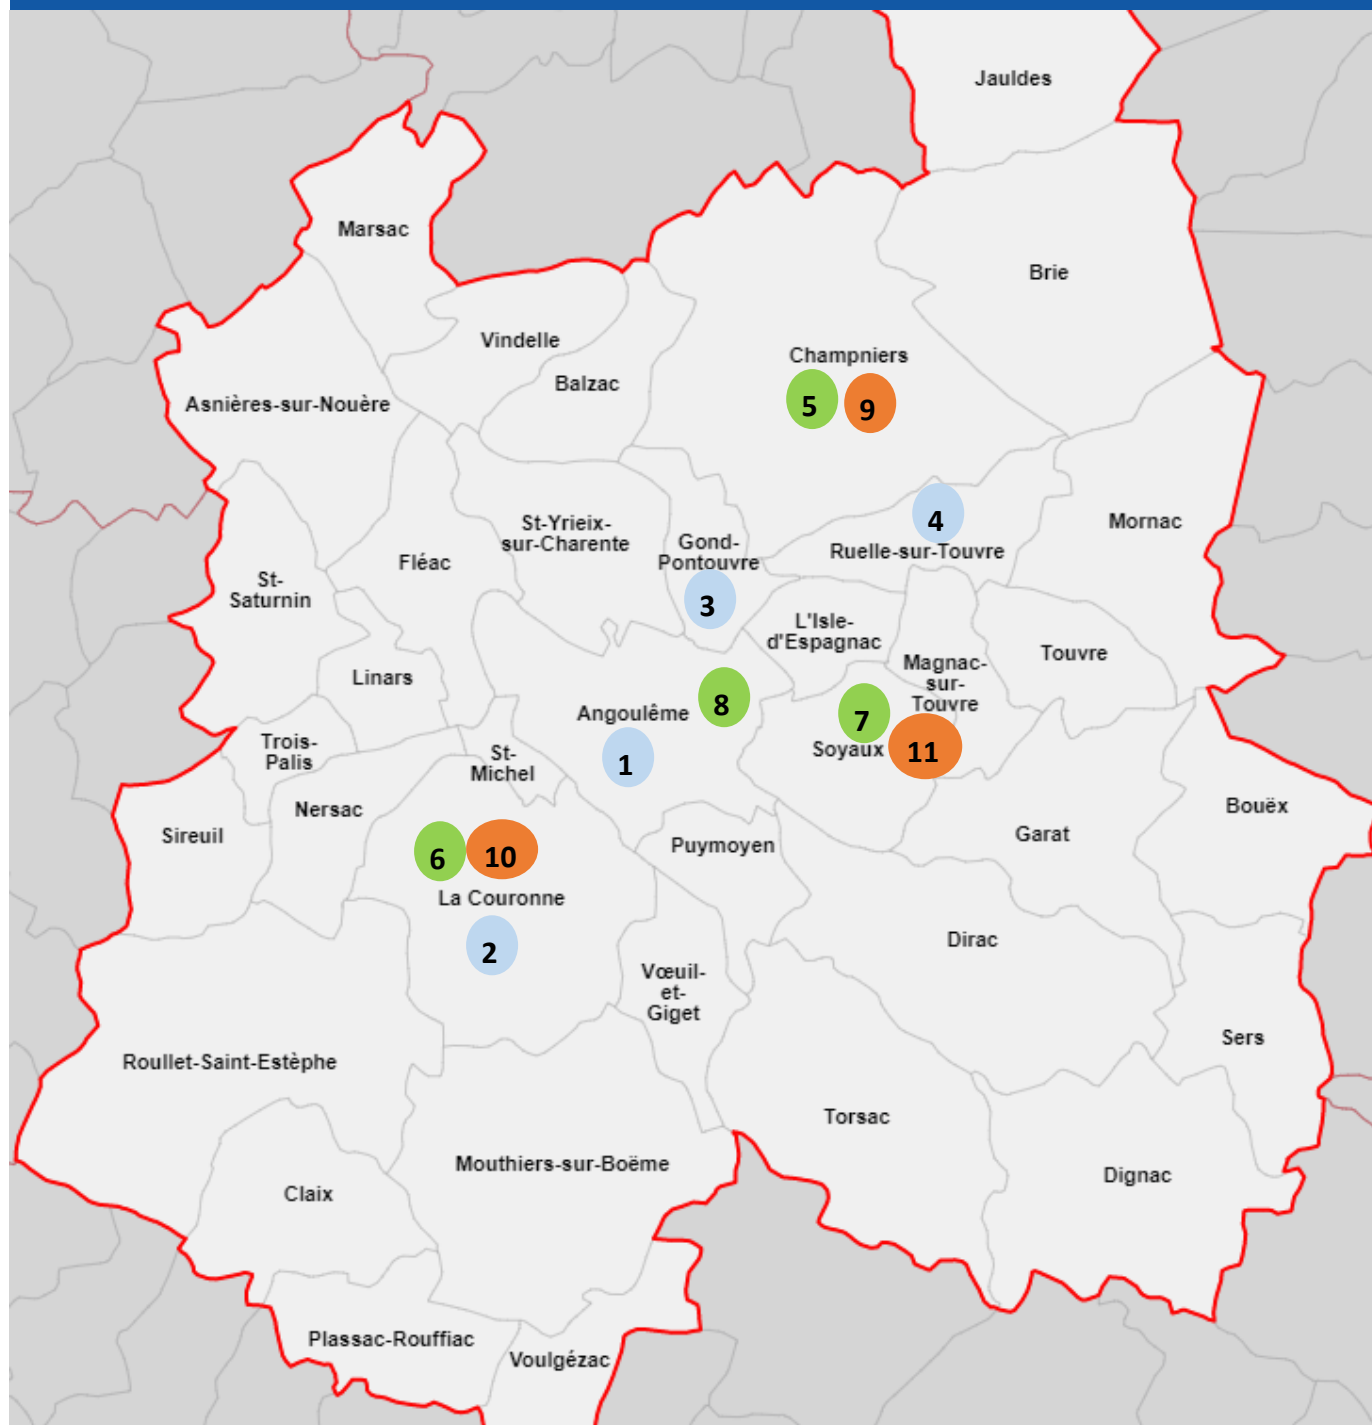 Jauldes
Marsac
Brie
Vindelle
Champniers
Balzac
5
9
Asnières-sur-Nouère
4
Mornac
St-Yrieix-
sur-Charente
Gond-
Pontouvre
Ruelle-sur-Touvre
Fléac
St-
Saturnin
3
L'Isle-
d'Espagnac
Touvre
Magnac-
sur-
Touvre
Linars
8
7
Angoulême
Soyaux
11
Trois-
Palis
St-
Michel
1
Nersac
Bouëx
Sireuil
Garat
Puymoyen
6
10
La Couronne
2
Dirac
Vœuil-
et-
Giget
Sers
Roullet-Saint-Estèphe
Torsac
Mouthiers-sur-Boëme
Dignac
Claix
Plassac-Rouffiac
Voulgézac